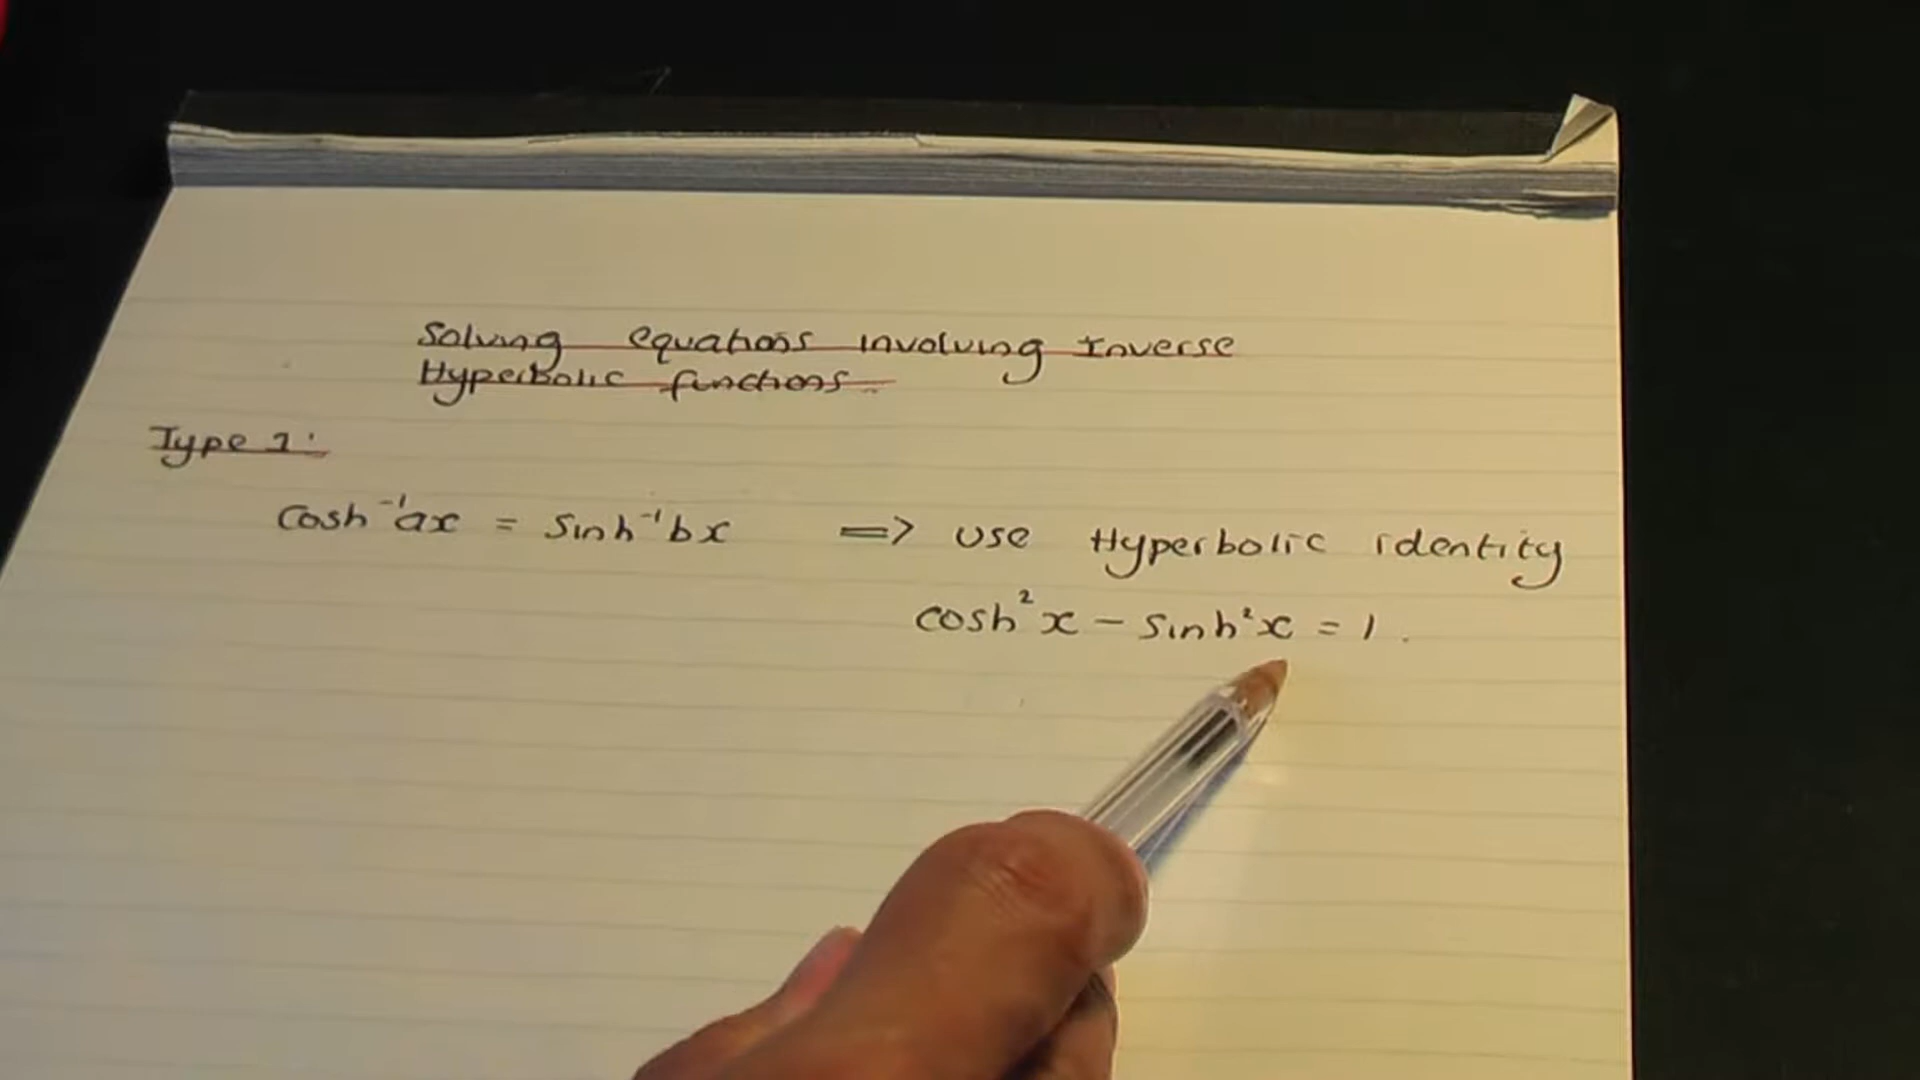 Solving equations involving Inverse
Hyperbolic functions.
Type 1:
cosh⁻¹ax = sinh⁻¹bx => use Hyperbolic identity
cosh²x - sinh²x = 1.